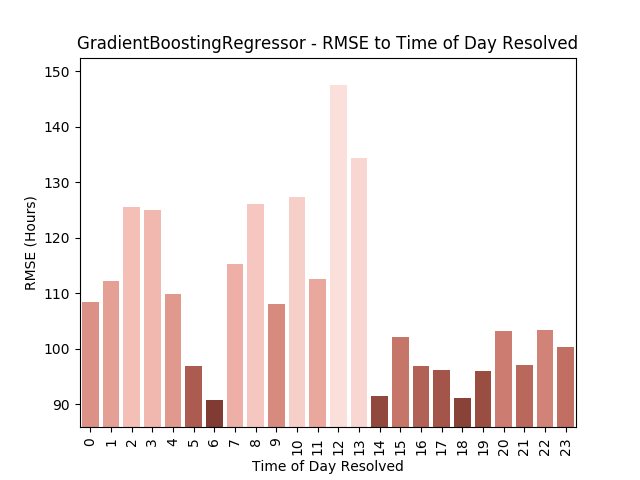 GradientBoostingRegressor - RMSE to Time of Day Resolved
150
140
130
120
110
100
90
RMSE (Hours)
0 1 2 3 4 5 6 7 8 9 10 11 12 13 14 15 16 17 18 19 20 21 22 23
Time of Day Resolved